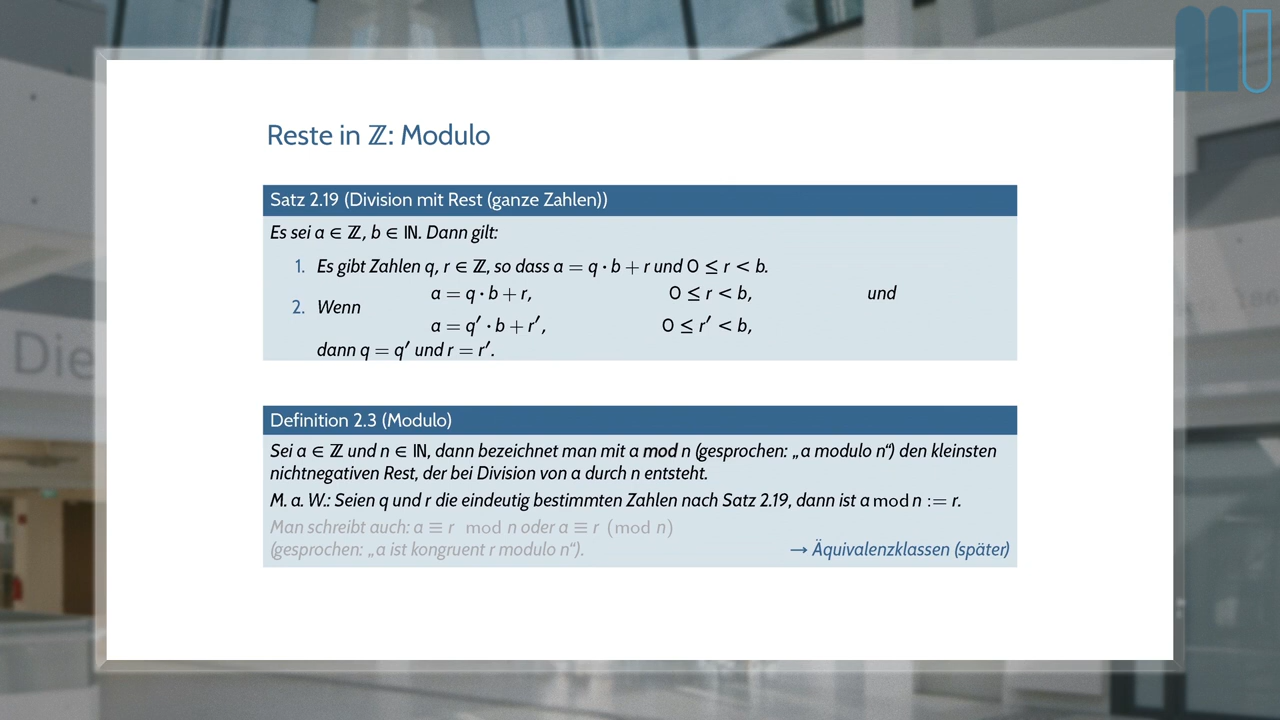 Reste in ℤ: Modulo
Satz 2.19 (Division mit Rest (ganze Zahlen))
Es sei a ∈ ℤ, b ∈ ℕ. Dann gilt:
1. Es gibt Zahlen q, r ∈ ℤ, so dass a = q · b + r und 0 ≤ r < b.
a = q · b + r, 0 ≤ r < b, und
2. Wenn
a = q′ · b + r′, 0 ≤ r′ < b,
dann q = q′ und r = r′.
Definition 2.3 (Modulo)
Sei a ∈ ℤ und n ∈ ℕ, dann bezeichnet man mit a mod n (gesprochen: „a modulo n“) den kleinsten
nichtnegativen Rest, der bei Division von a durch n entsteht.
M. a. W.: Seien q und r die eindeutig bestimmten Zahlen nach Satz 2.19, dann ist a mod n := r.
Man schreibt auch: a ≡ r mod n oder a ≡ r (mod n)
(gesprochen: „a ist kongruent r modulo n“). → Äquivalenzklassen (später)
Die